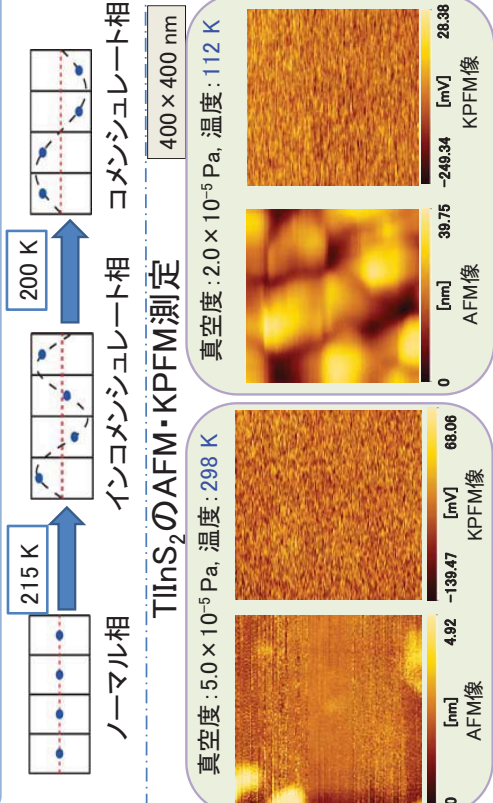 215 K
200 K
ノーマル相
インコメンシュレート相
コメンシュレート相
TlInS₂のAFM・KPFM測定
400×400 nm
真空度:5.0×10⁻⁵ Pa, 温度:298 K
0
[nm]
4.92
AFM像
−139.47
[mV]
68.06
KPFM像
真空度:2.0×10⁻⁵ Pa, 温度:112 K
0
[nm]
39.75
AFM像
−249.34
[mV]
28.38
KPFM像